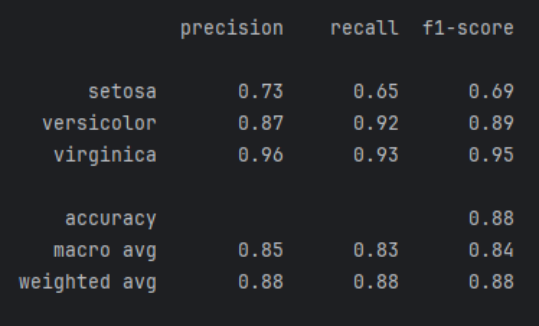 precision recall f1-score
setosa 0.73 0.65 0.69
versicolor 0.87 0.92 0.89
virginica 0.96 0.93 0.95
accuracy 0.88
macro avg 0.85 0.83 0.84
weighted avg 0.88 0.88 0.88